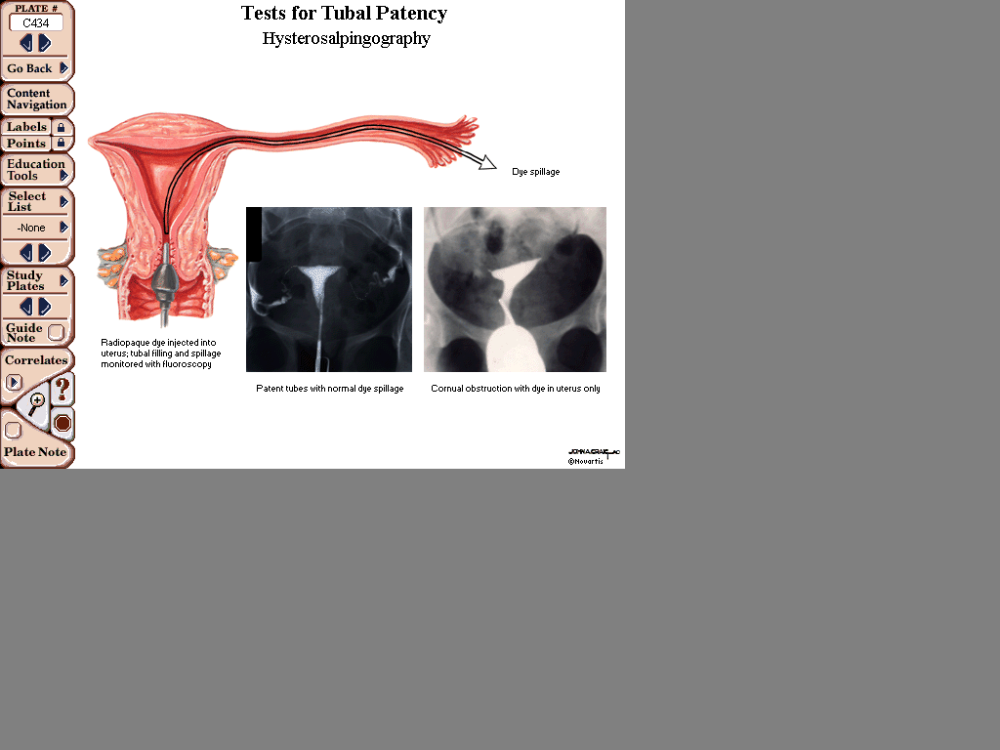 PLATE #
C434
Go Back
Content
Navigation
Labels
Points
Education
Tools
Select
List
-None
Study
Plates
Guide
Note
Correlates
?
Plate Note
Tests for Tubal Patency
Hysterosalpingography
Dye spillage
Radiopaque dye injected into
uterus; tubal filling and spillage
monitored with fluoroscopy
Patent tubes with normal dye spillage
Cornual obstruction with dye in uterus only
©Novartis